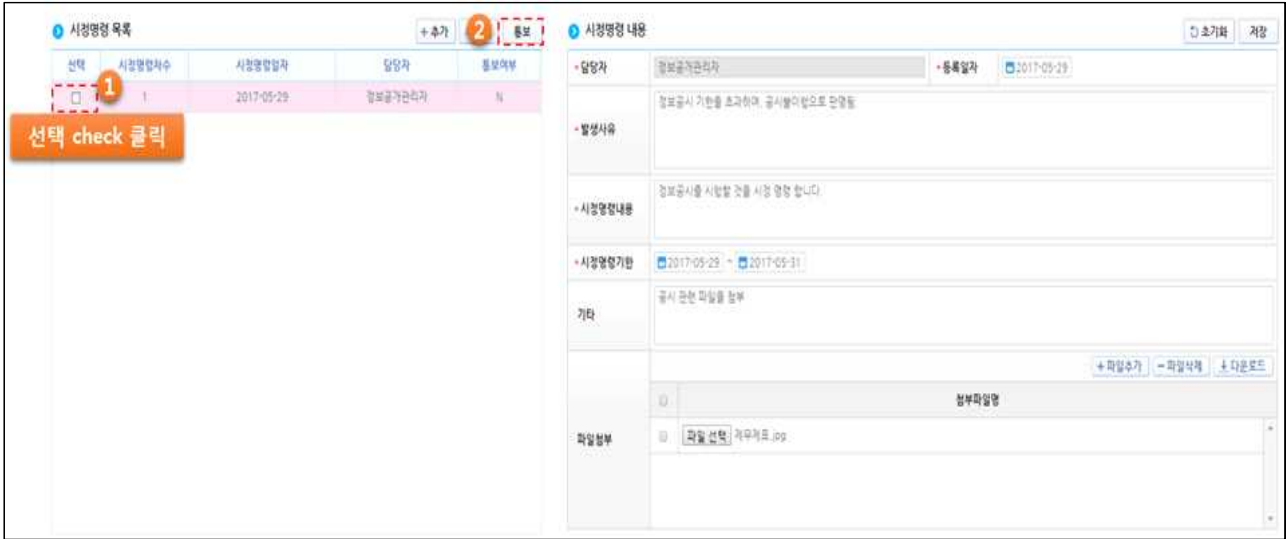 시정명령 목록
+ 추가
2
통보
선택 시정명령차수 시정명령일자 담당자 통보여부
1
1 2017-05-29 정보공개관리자 N
선택 check 클릭
시정명령 내용
초기화 저장
담당자 정보공개관리자 등록일자 2017-05-29
발생사유
정보공시 기한을 초과하여, 공시불이행으로 판명됨
시정명령내용
정보공시를 시행할 것을 시정 명령 합니다.
시정명령기한 2017-05-29 ~ 2017-05-31
기타
공시 관련 파일을 첨부
+ 파일추가 - 파일삭제 다운로드
첨부파일명
파일첨부
파일 선택 재무제표.jpg